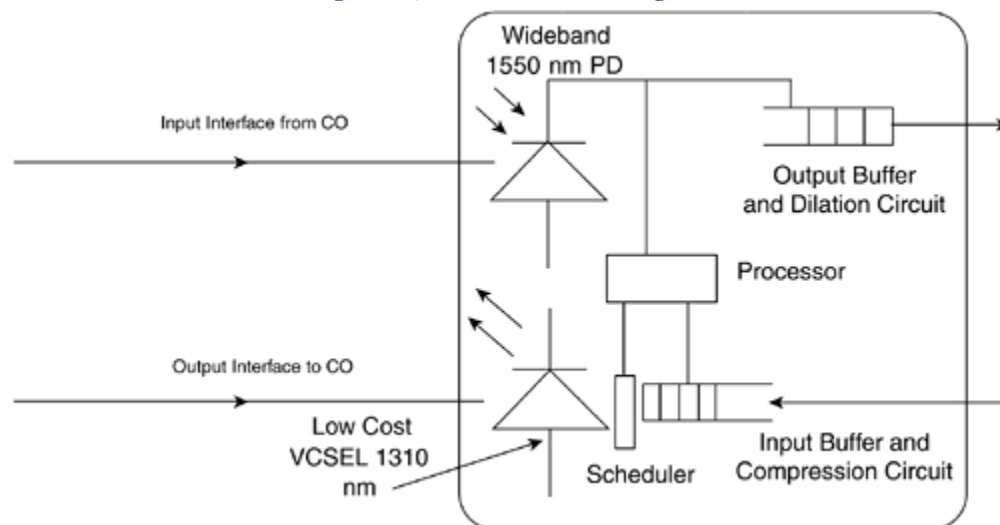 Wideband
1550 nm PD
Input Interface from CO
Output Buffer
and Dilation Circuit
Processor
Output Interface to CO
Low Cost
VCSEL 1310
nm
Scheduler
Input Buffer and
Compression Circuit